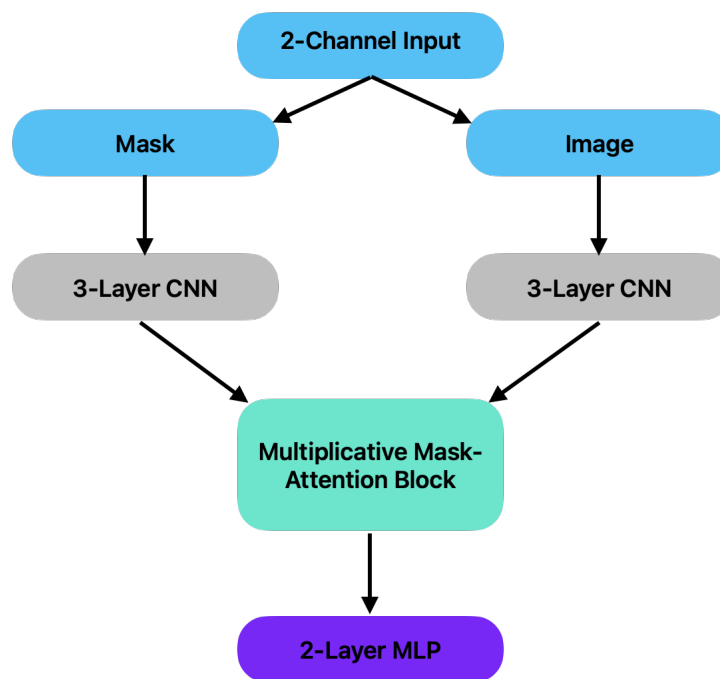 2-Channel Input
Mask
Image
3-Layer CNN
3-Layer CNN
Multiplicative Mask-
Attention Block
2-Layer MLP